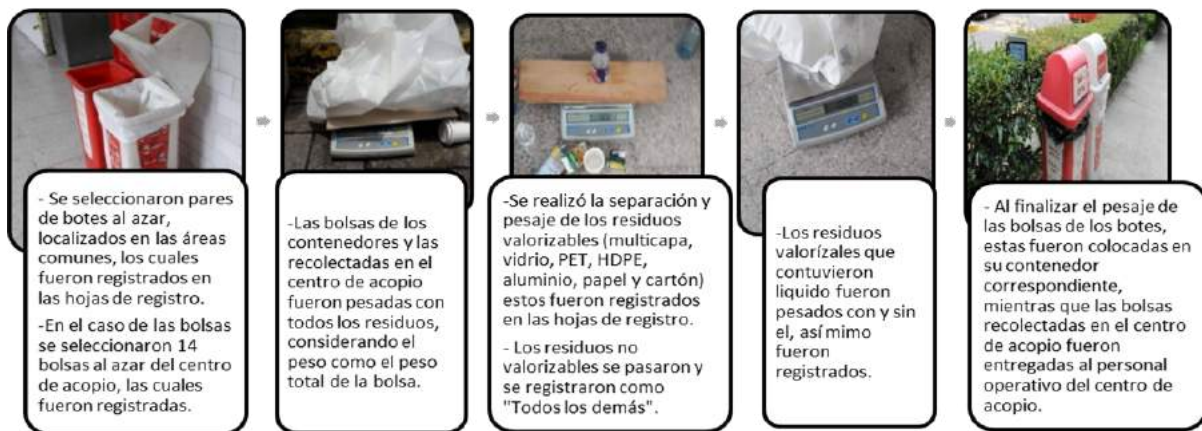 - Se seleccionaron pares
de botes al azar,
localizados en las áreas
comunes, los cuales
fueron registrados en
las hojas de registro.
-En el caso de las bolsas
se seleccionaron 14
bolsas al azar del centro
de acopio, las cuales
fueron registradas.
-Las bolsas de los
contenedores y las
recolectadas en el
centro de acopio
fueron pesadas con
todos los residuos,
considerando el
peso como el peso
total de la bolsa.
-Se realizó la separación y
pesaje de los residuos
valorizables (multicapa,
vidrio, PET, HDPE,
aluminio, papel y cartón)
estos fueron registrados
en las hojas de registro.
- Los residuos no
valorizables se pasaron y
se registraron como
"Todos los demás".
-Los residuos
valorízales que
contuvieron
liquido fueron
pesados con y sin
el, así mimo
fueron
registrados.
- Al finalizar el pesaje de
las bolsas de los botes,
estas fueron colocadas en
su contenedor
correspondiente,
mientras que las bolsas
recolectadas en el centro
de acopio fueron
entregadas al personal
operativo del centro de
acopio.